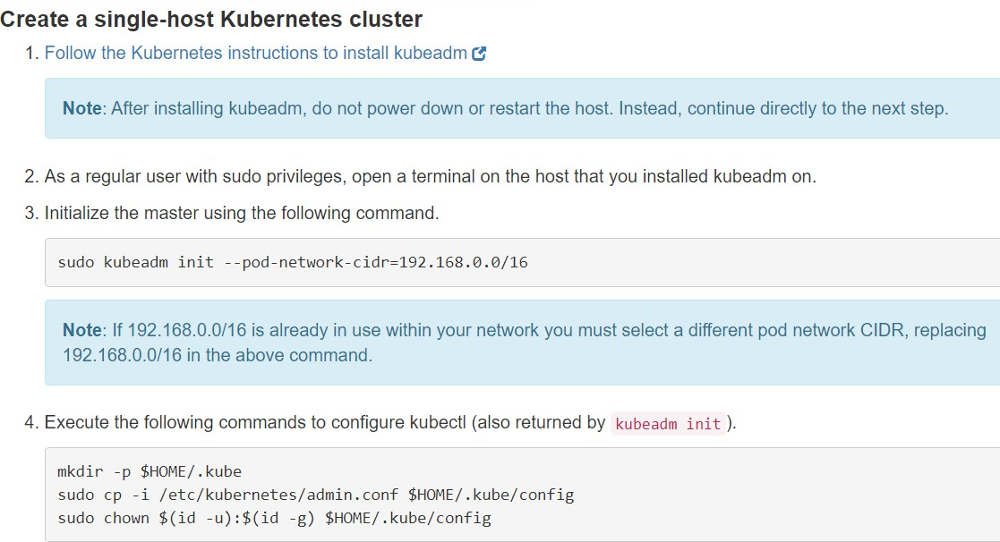 Create a single-host Kubernetes cluster
1. Follow the Kubernetes instructions to install kubeadm
Note: After installing kubeadm, do not power down or restart the host. Instead, continue directly to the next step.
2. As a regular user with sudo privileges, open a terminal on the host that you installed kubeadm on.
3. Initialize the master using the following command.
sudo kubeadm init --pod-network-cidr=192.168.0.0/16
Note: If 192.168.0.0/16 is already in use within your network you must select a different pod network CIDR, replacing
192.168.0.0/16 in the above command.
4. Execute the following commands to configure kubectl (also returned by kubeadm init ).
mkdir -p $HOME/.kube
sudo cp -i /etc/kubernetes/admin.conf $HOME/.kube/config
sudo chown $(id -u):$(id -g) $HOME/.kube/config